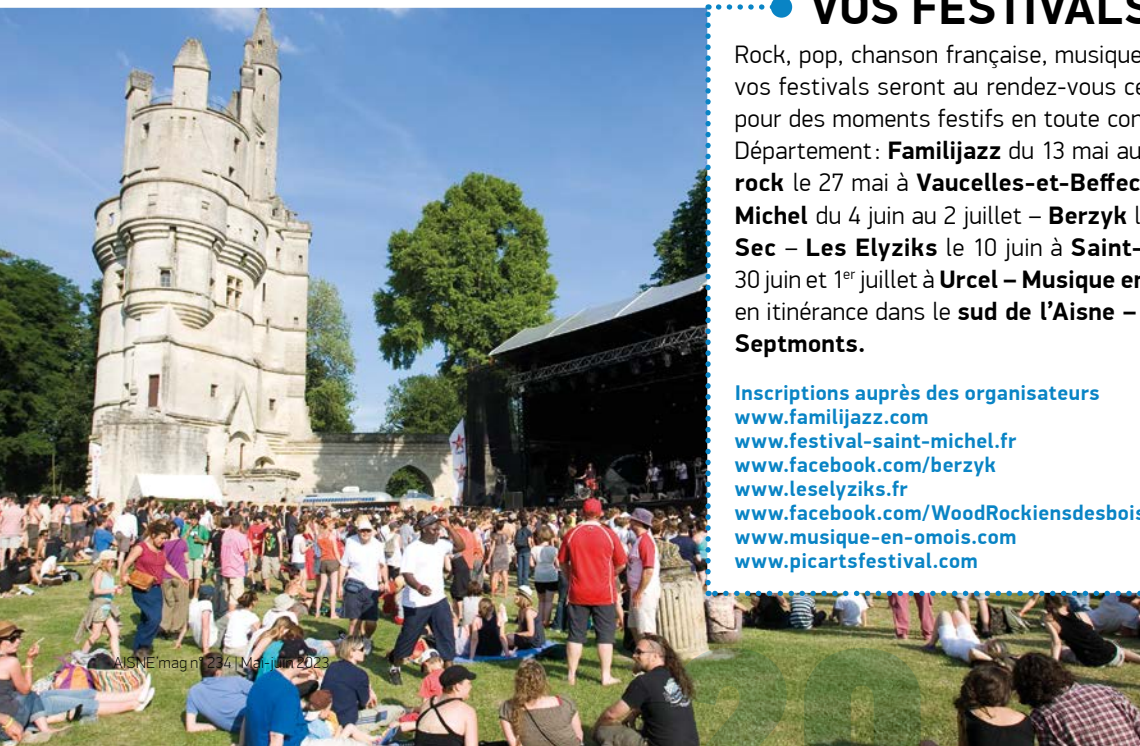 VOS FESTIVALS
Rock, pop, chanson française, musique
vos festivals seront au rendez-vous ce
pour des moments festifs en toute con
Département : Familijazz du 13 mai au
rock le 27 mai à Vaucelles-et-Beffec
Michel du 4 juin au 2 juillet – Berzyk l
Sec – Les Elyziks le 10 juin à Saint-
30 juin et 1er juillet à Urcel – Musique en
en itinérance dans le sud de l’Aisne –
Septmonts.
Inscriptions auprès des organisateurs
www.familijazz.com
www.festival-saint-michel.fr
www.facebook.com/berzyk
www.leselyziks.fr
www.facebook.com/WoodRockiensdesbois
www.musique-en-omois.com
www.picartsfestival.com
AISNE’mag n° 234 | Mai-juin 2023
20